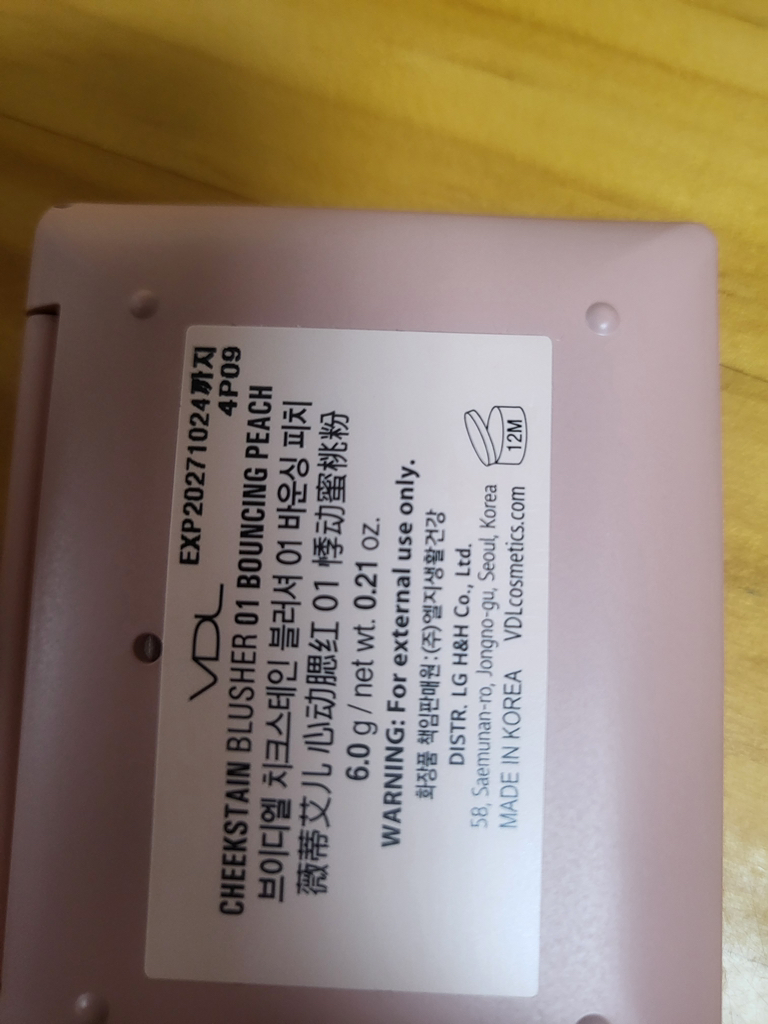 VDL EXP20271024까지
4P09
CHEEKSTAIN BLUSHER 01 BOUNCING PEACH
브이디엘 치크스테인 블러셔 01 바운싱 피치
薇蒂艾儿 心动腮红 01 悸动蜜桃粉
6.0 g / net wt. 0.21 oz.
WARNING: For external use only.
화장품 책임판매원:(주)엘지생활건강
DISTR. LG H&H Co., Ltd.
58, Saemunan-ro, Jongno-gu, Seoul, Korea
MADE IN KOREA VDLcosmetics.com
12M